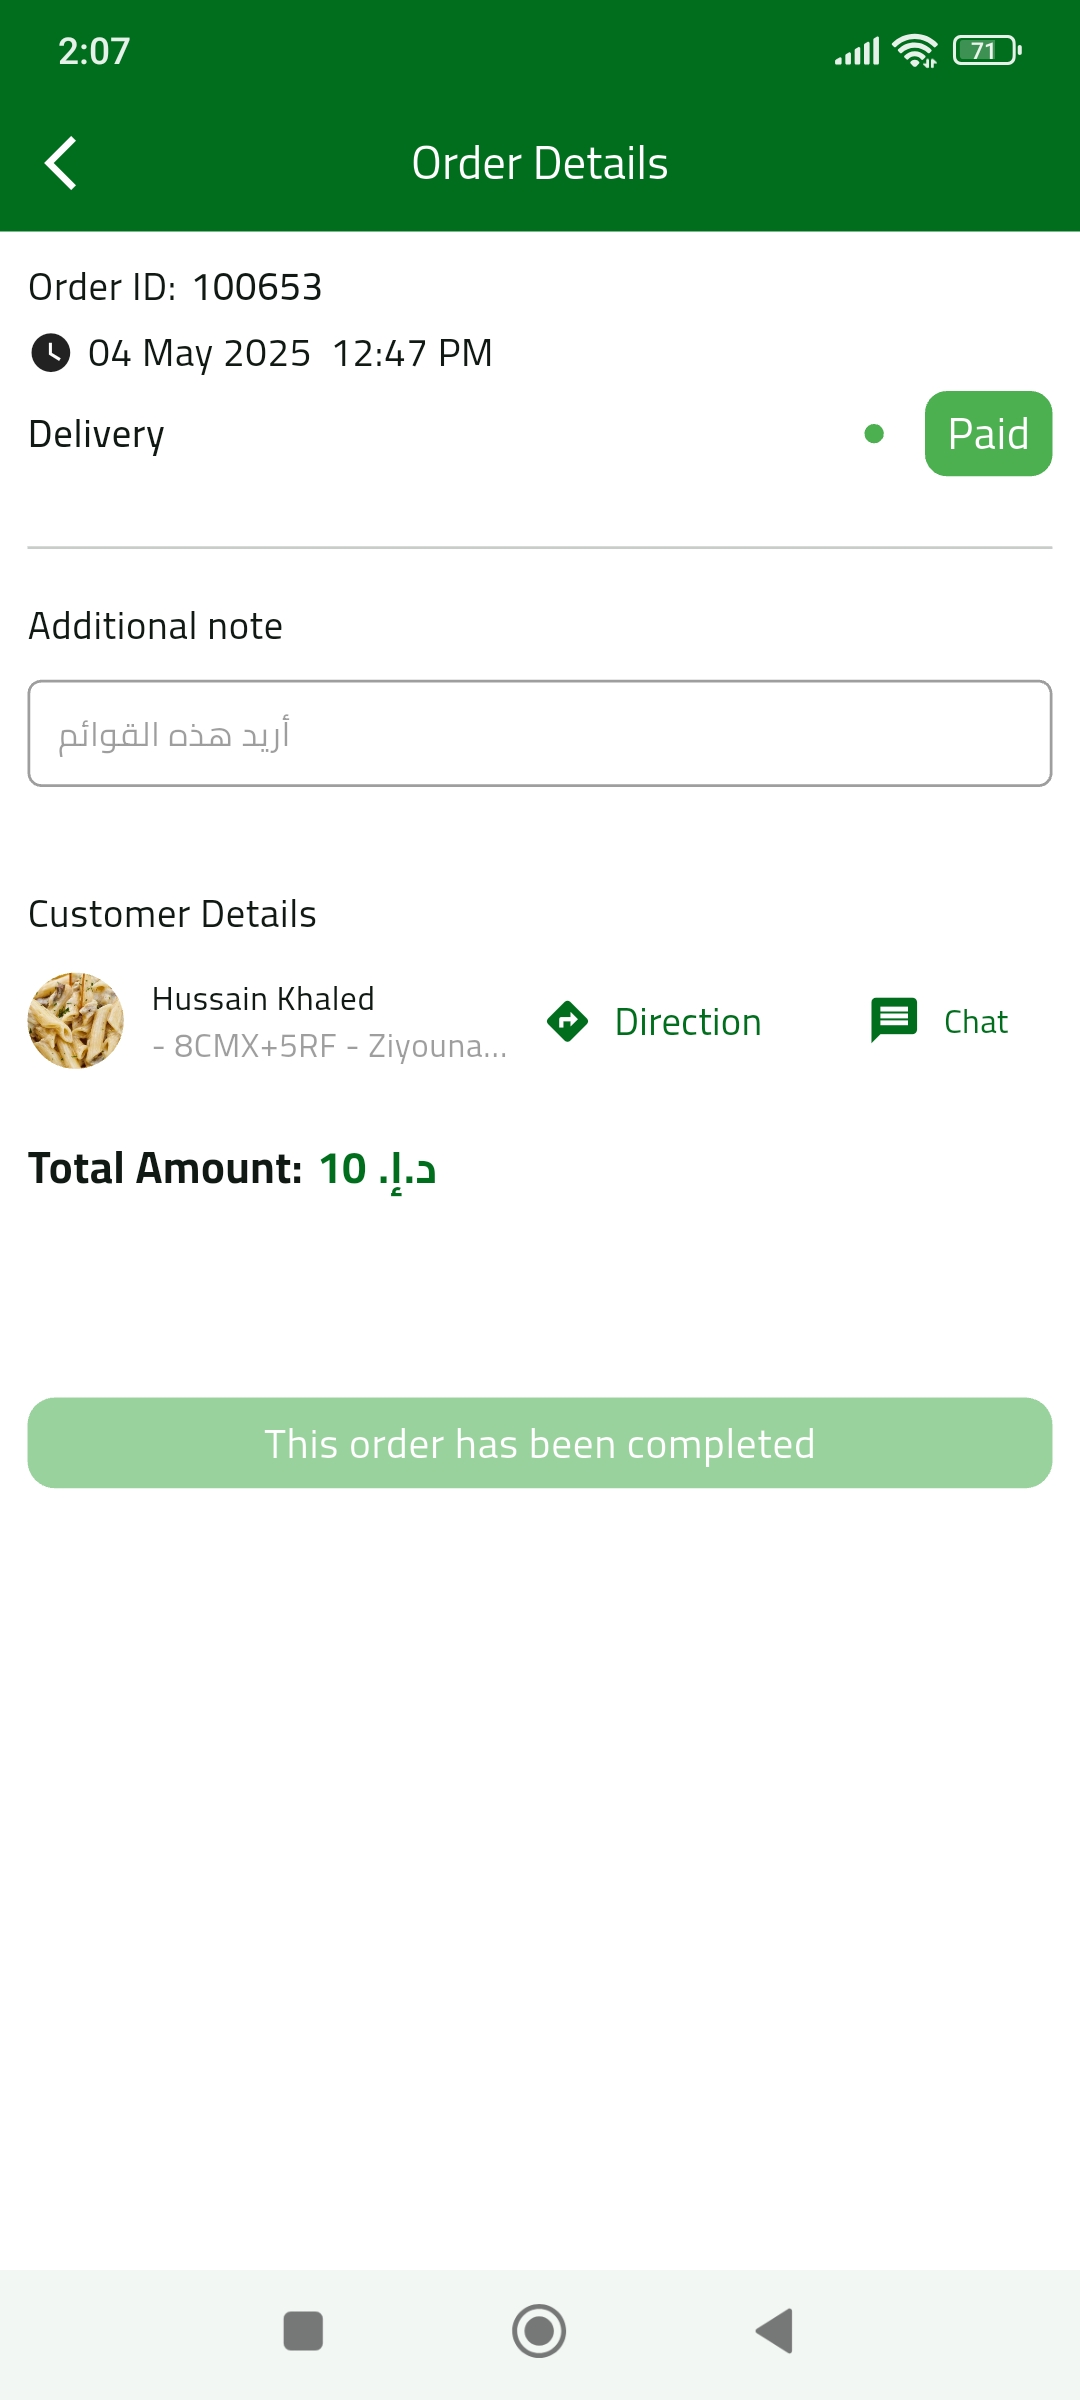 2:07
71
Order Details
Order ID: 100653
04 May 2025 12:47 PM
Delivery
Paid
Additional note
أريد هذه القوائم
Customer Details
Hussain Khaled
- 8CMX+5RF - Ziyouna...
Direction
Chat
Total Amount: 10 د.إ.
This order has been completed